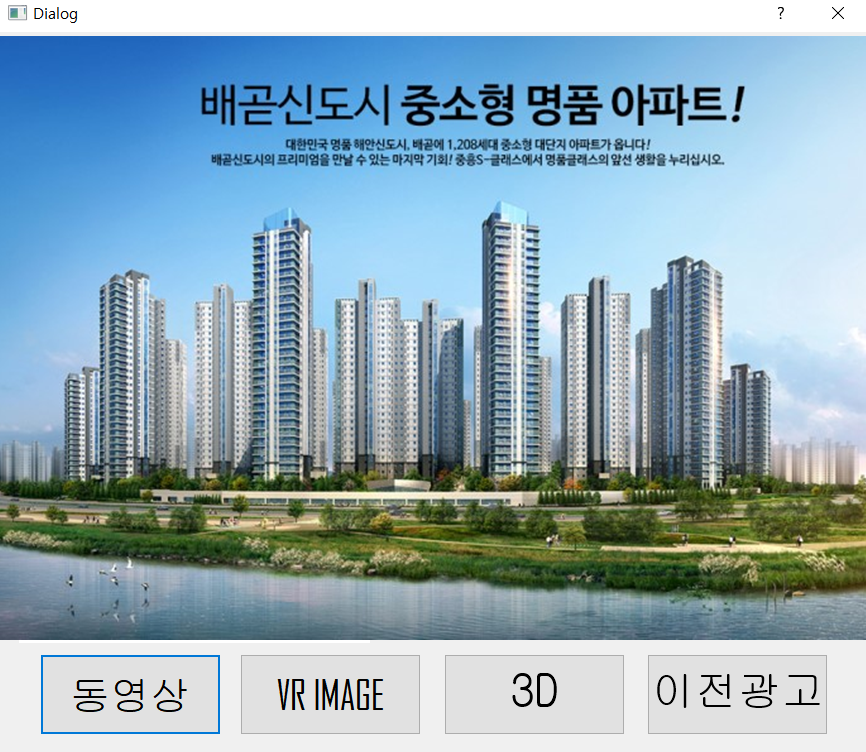 Dialog
배곧신도시 중소형 명품 아파트!
대한민국 명품 해안신도시, 배곧에 1,208세대 중소형 대단지 아파트가 옵니다!
배곧신도시의 프리미엄을 만날 수 있는 마지막 기회! 중흥S-클래스에서 명품클래스의 앞선 생활을 누리십시오.
동영상
VR IMAGE
3D
이전광고